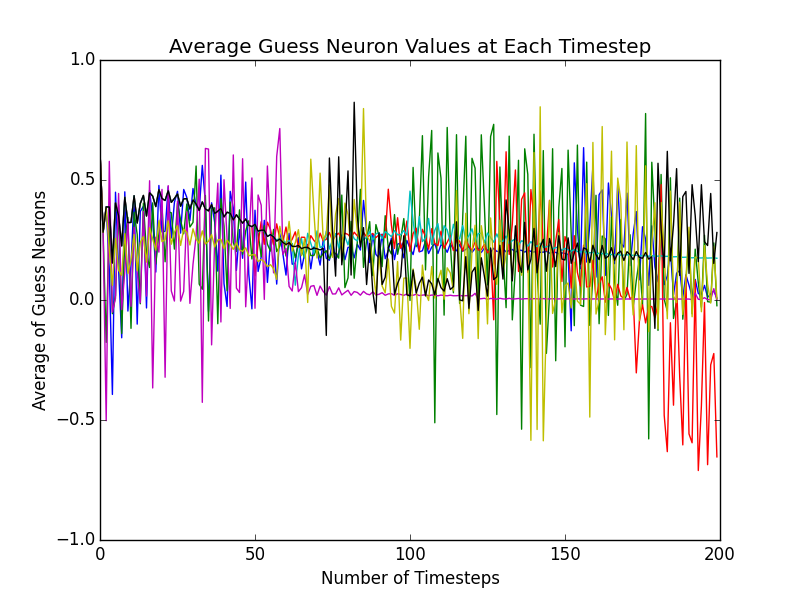 Average Guess Neuron Values at Each Timestep
1.0
0.5
0.0
−0.5
−1.0
Average of Guess Neurons
0 50 100 150 200
Number of Timesteps